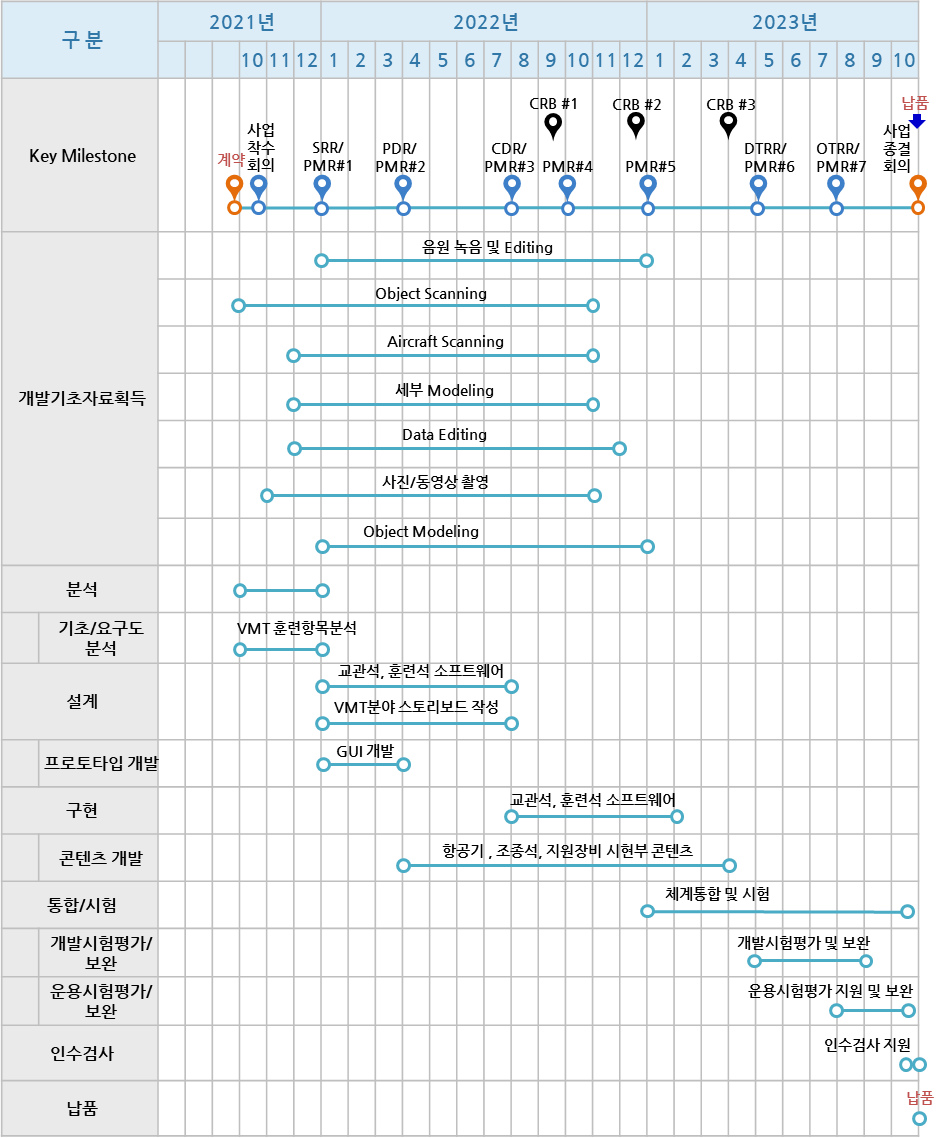 구 분
2021년
2022년
2023년
10 11 12 1 2 3 4 5 6 7 8 9 10 11 12 1 2 3 4 5 6 7 8 9 10
Key Milestone
계약
사업
착수
회의
SRR/
PMR#1
PDR/
PMR#2
CDR/
PMR#3
CRB #1
PMR#4
CRB #2
PMR#5
CRB #3
DTRR/
PMR#6
OTRR/
PMR#7
납품
사업
종결
회의
개발기초자료획득
음원 녹음 및 Editing
Object Scanning
Aircraft Scanning
세부 Modeling
Data Editing
사진/동영상 촬영
Object Modeling
분석
기초/요구도
분석
VMT 훈련항목분석
설계
교관석, 훈련석 소프트웨어
VMT분야 스토리보드 작성
프로토타입 개발
GUI 개발
구현
교관석, 훈련석 소프트웨어
콘텐츠 개발
항공기 , 조종석, 지원장비 시현부 콘텐츠
통합/시험
체계통합 및 시험
개발시험평가/
보완
개발시험평가 및 보완
운용시험평가/
보완
운용시험평가 지원 및 보완
인수검사
인수검사 지원
납품
납품